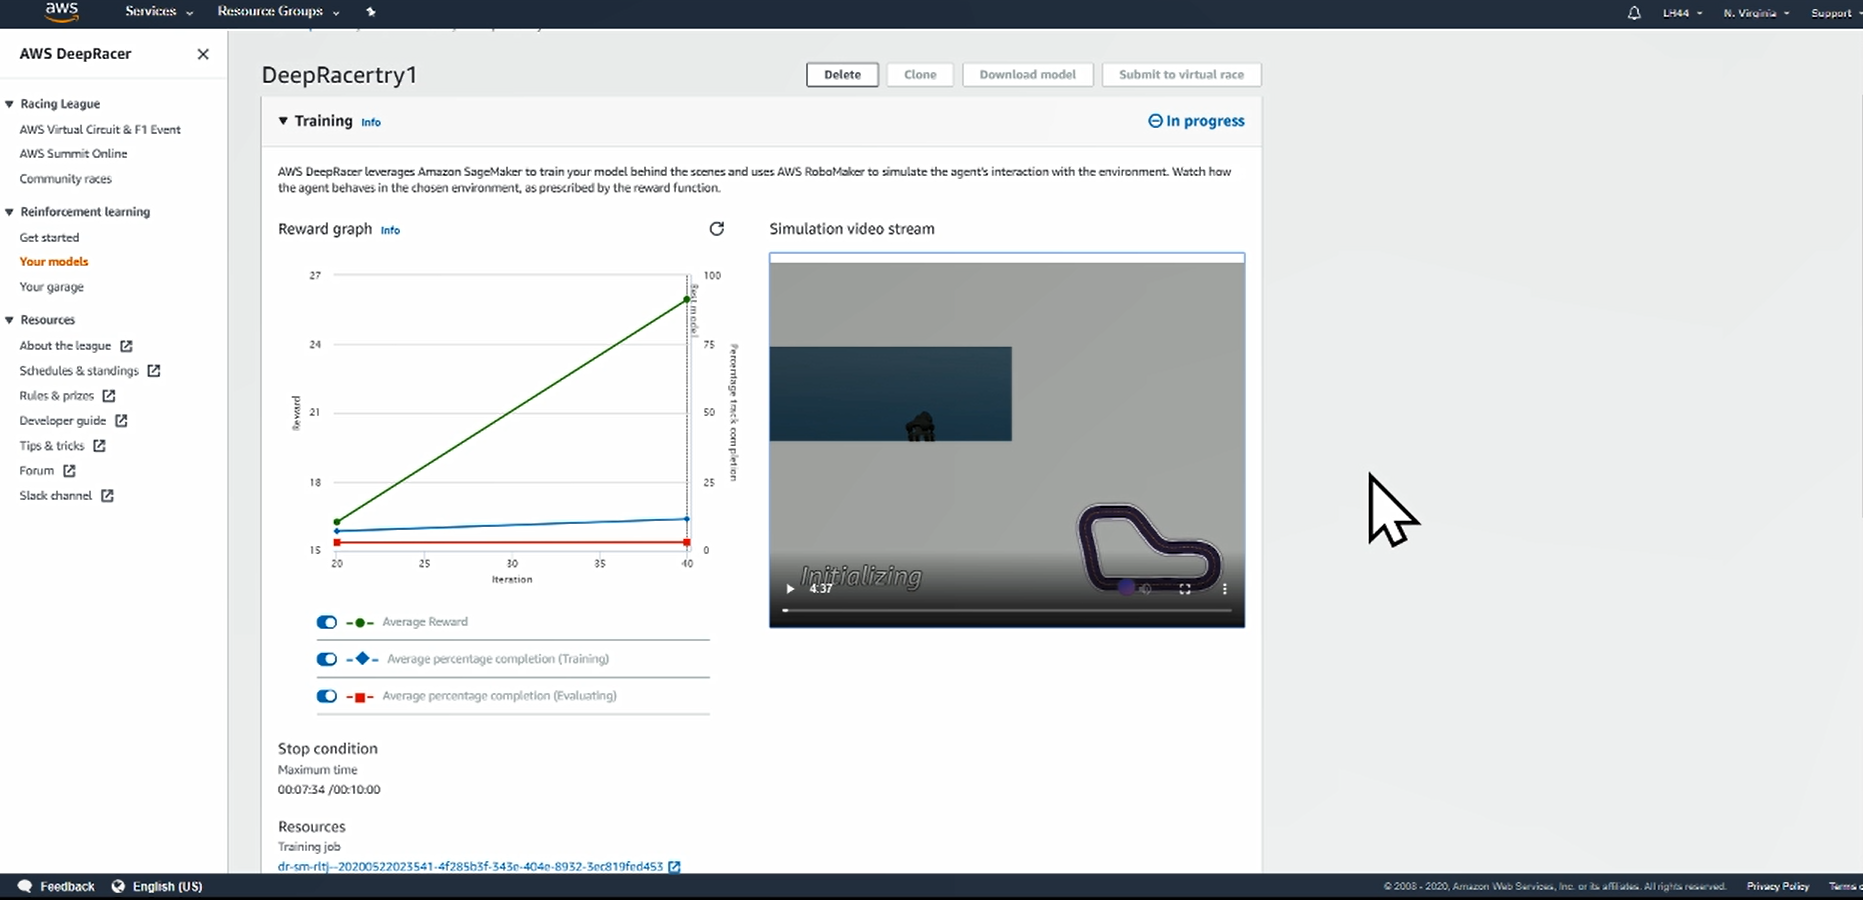 aws
Services
Resource Groups
LH44
N. Virginia
Support
AWS DeepRacer
Racing League
AWS Virtual Circuit & F1 Event
AWS Summit Online
Community races
Reinforcement learning
Get started
Your models
Your garage
Resources
About the league
Schedules & standings
Rules & prizes
Developer guide
Tips & tricks
Forum
Slack channel
DeepRacertry1
Delete
Clone
Download model
Submit to virtual race
Training Info
In progress
AWS DeepRacer leverages Amazon SageMaker to train your model behind the scenes and uses AWS RoboMaker to simulate the agent's interaction with the environment. Watch how
the agent behaves in the chosen environment, as prescribed by the reward function.
Reward graph Info
27
24
21
18
15
Reward
100
75
50
25
0
Best model
Percentage track completion
20 25 30 35 40
Iteration
Average Reward
Average percentage completion (Training)
Average percentage completion (Evaluating)
Simulation video stream
Initializing
4:37
Stop condition
Maximum time
00:07:34 /00:10:00
Resources
Training job
dr-sm-rltj--20200522023541-4f285b3f-343e-404e-8932-3ec819fed453
Feedback
English (US)
© 2008 - 2020, Amazon Web Services, Inc. or its affiliates. All rights reserved.
Privacy Policy
Terms